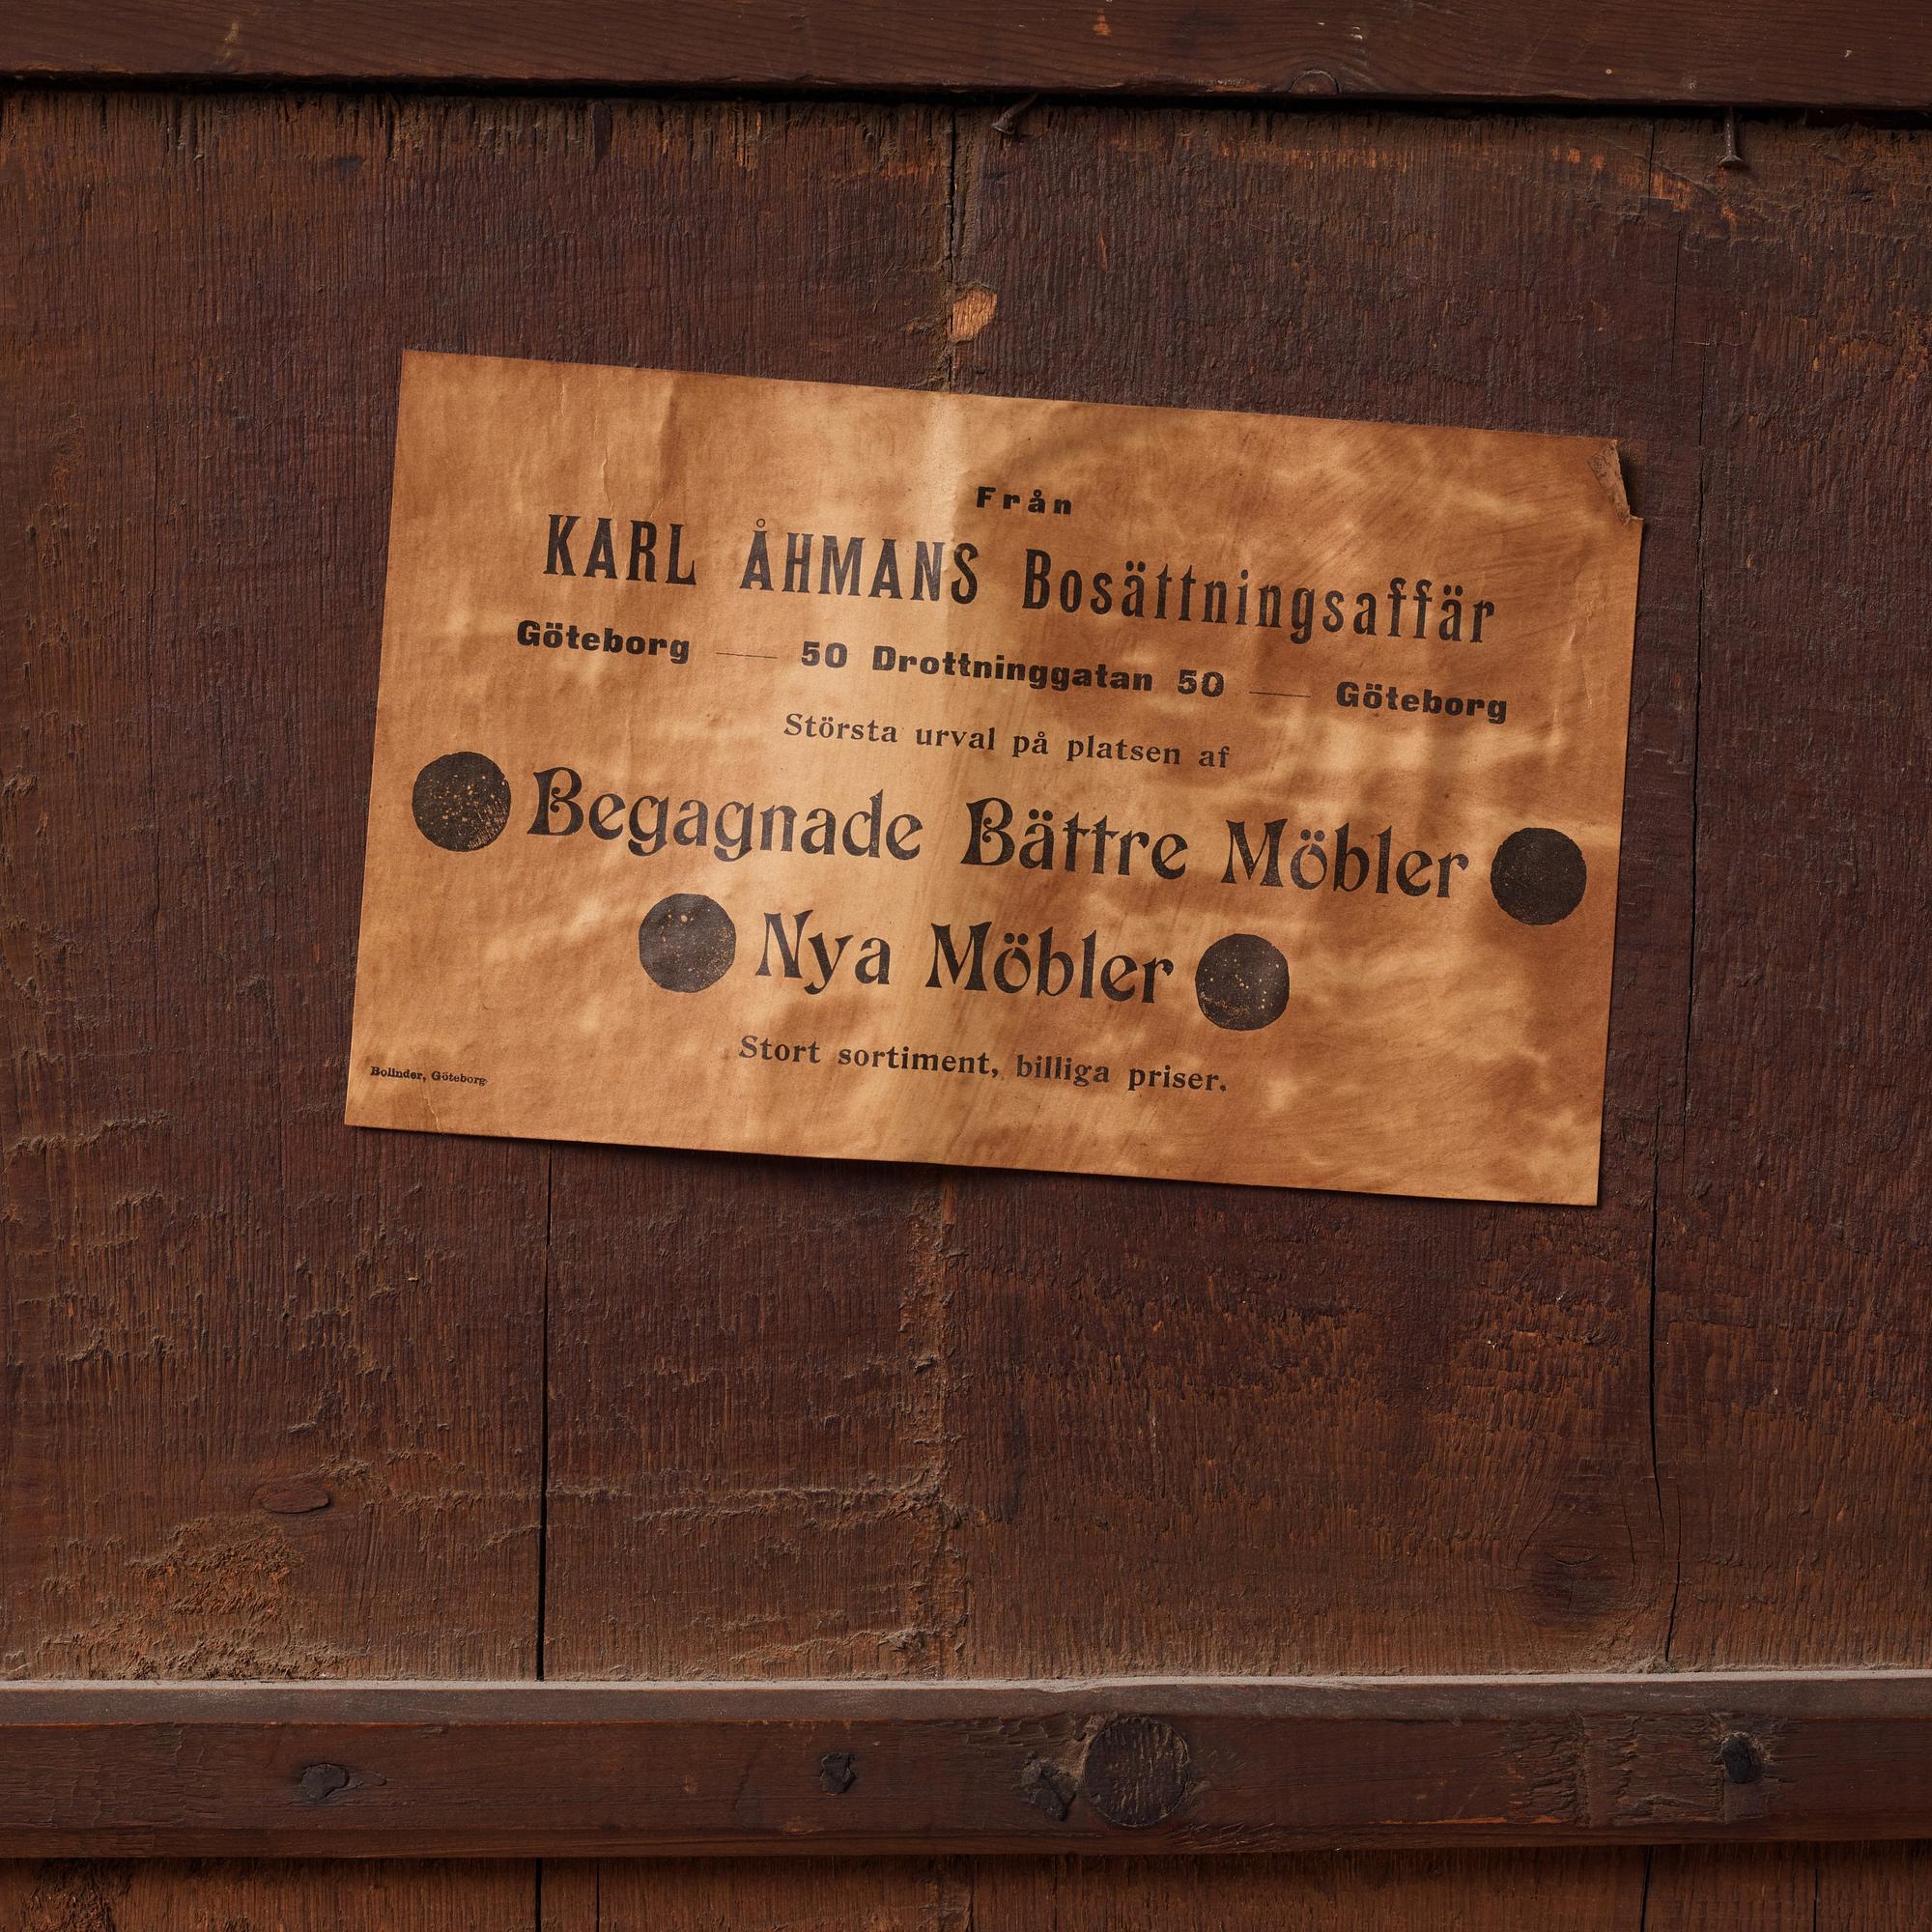 Från
KARL ÅHMANS Bosättningsaffär
Göteborg — 50 Drottninggatan 50 — Göteborg
Största urval på platsen af
Begagnade Bättre Möbler
Nya Möbler
Stort sortiment, billiga priser.
Bolinder, Göteborg